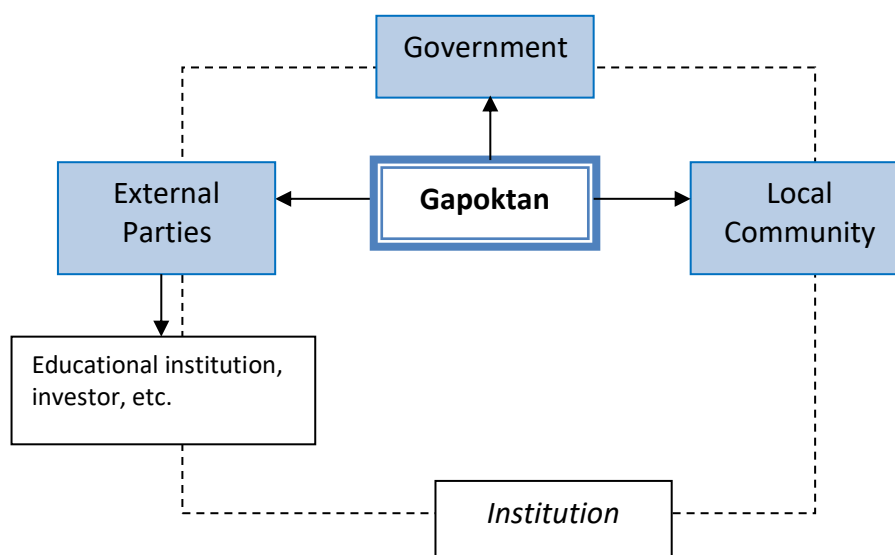 Government
External
Parties
Gapoktan
Local
Community
Educational institution,
investor, etc.
Institution